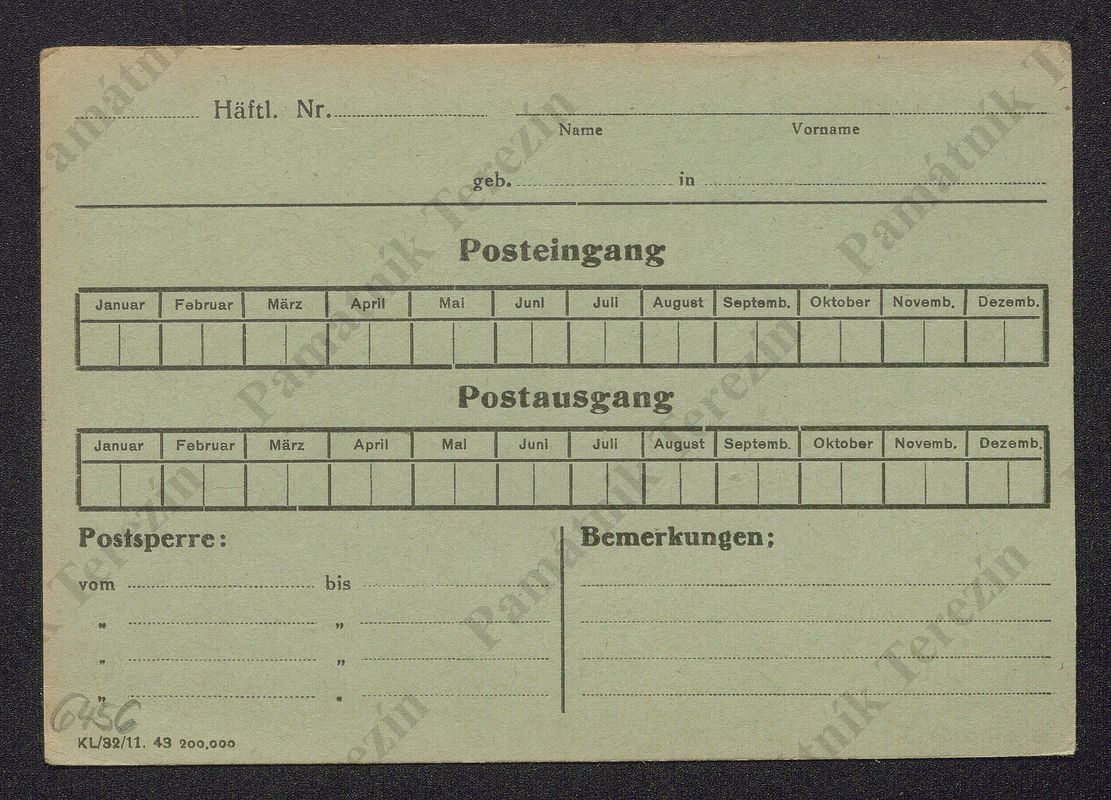 Häftl. Nr.
Name Vorname
geb. in
Posteingang
Januar Februar März April Mai Juni Juli August Septemb. Oktober Novemb. Dezemb.
Postausgang
Januar Februar März April Mai Juni Juli August Septemb. Oktober Novemb. Dezemb.
Postsperre: Bemerkungen:
vom bis
„ „
„ „
„ „
6456
KL/32/11. 43 200.000
Památník Terezín